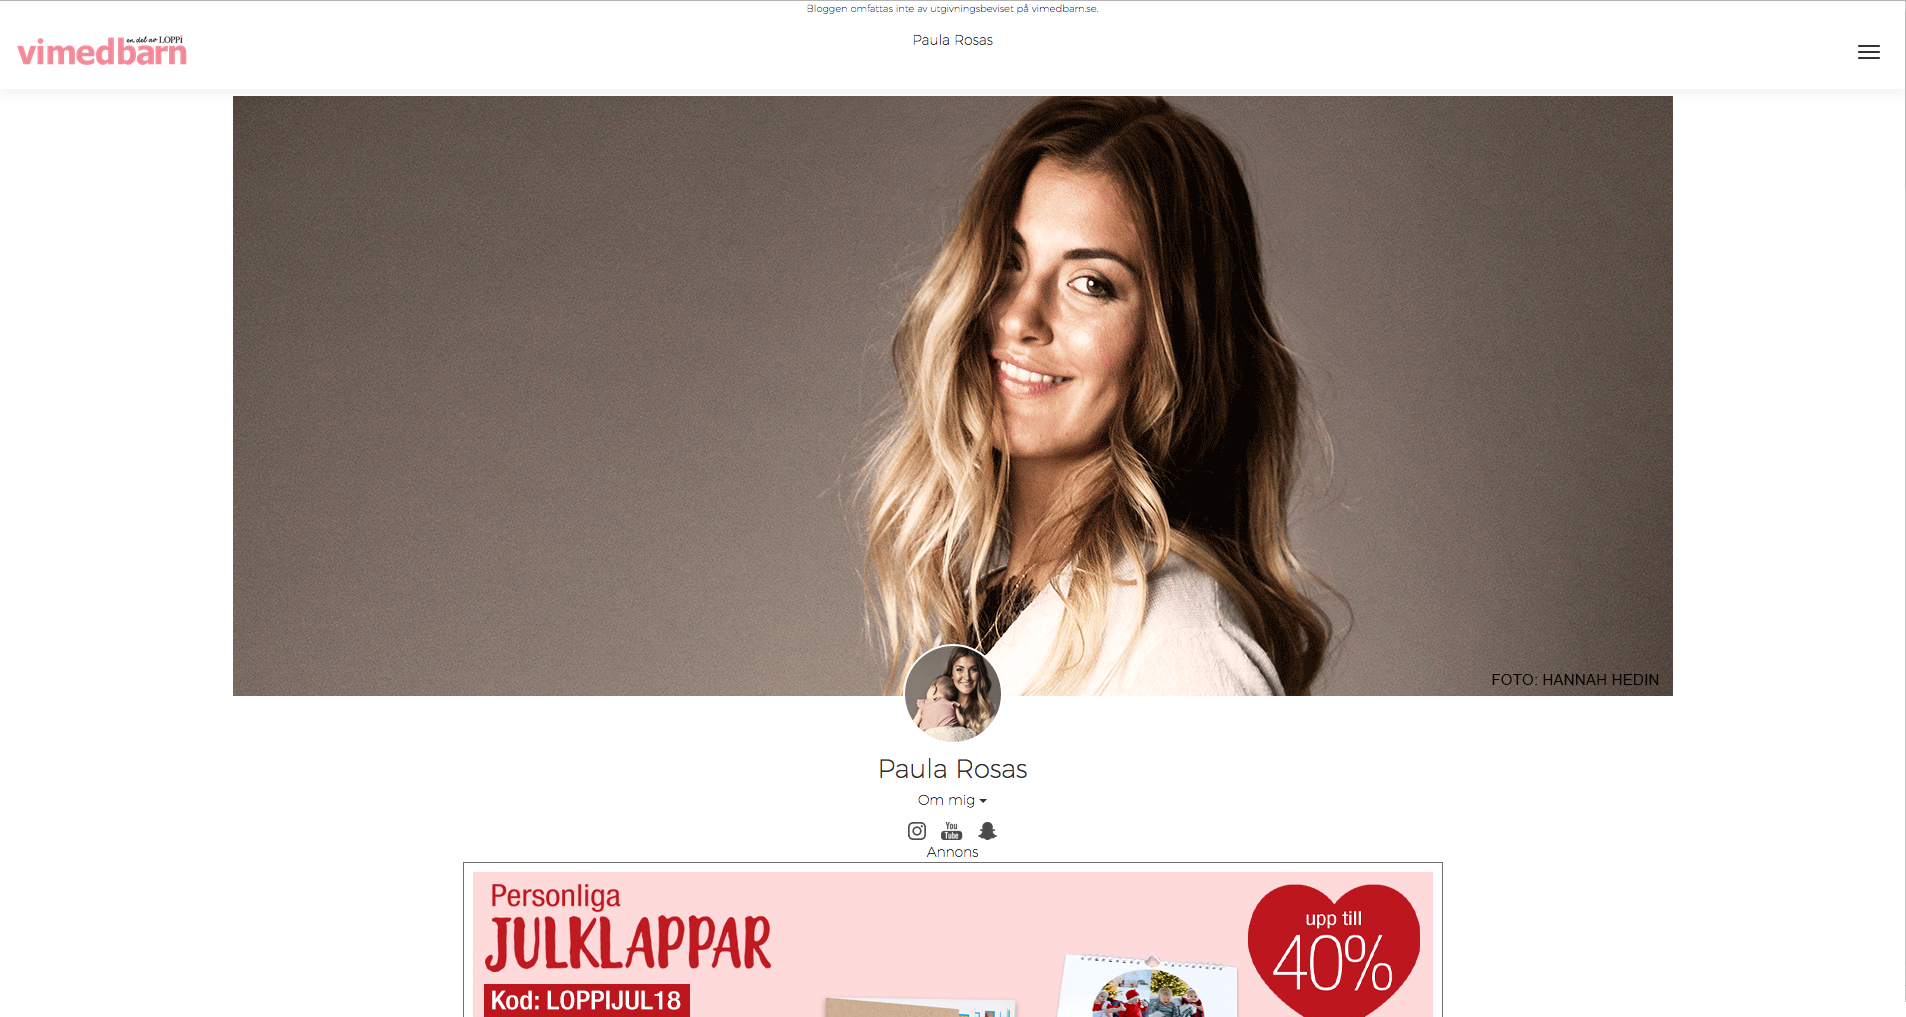 Bloggen omfattas inte av utgivningsbeviset på vimedbarn.se.
en del av LOPPI
vimedbarn
Paula Rosas
FOTO: HANNAH HEDIN
Paula Rosas
Om mig
You
Tube
Annons
Personliga
JULKLAPPAR
Kod: LOPPIJUL18
upp till
40%